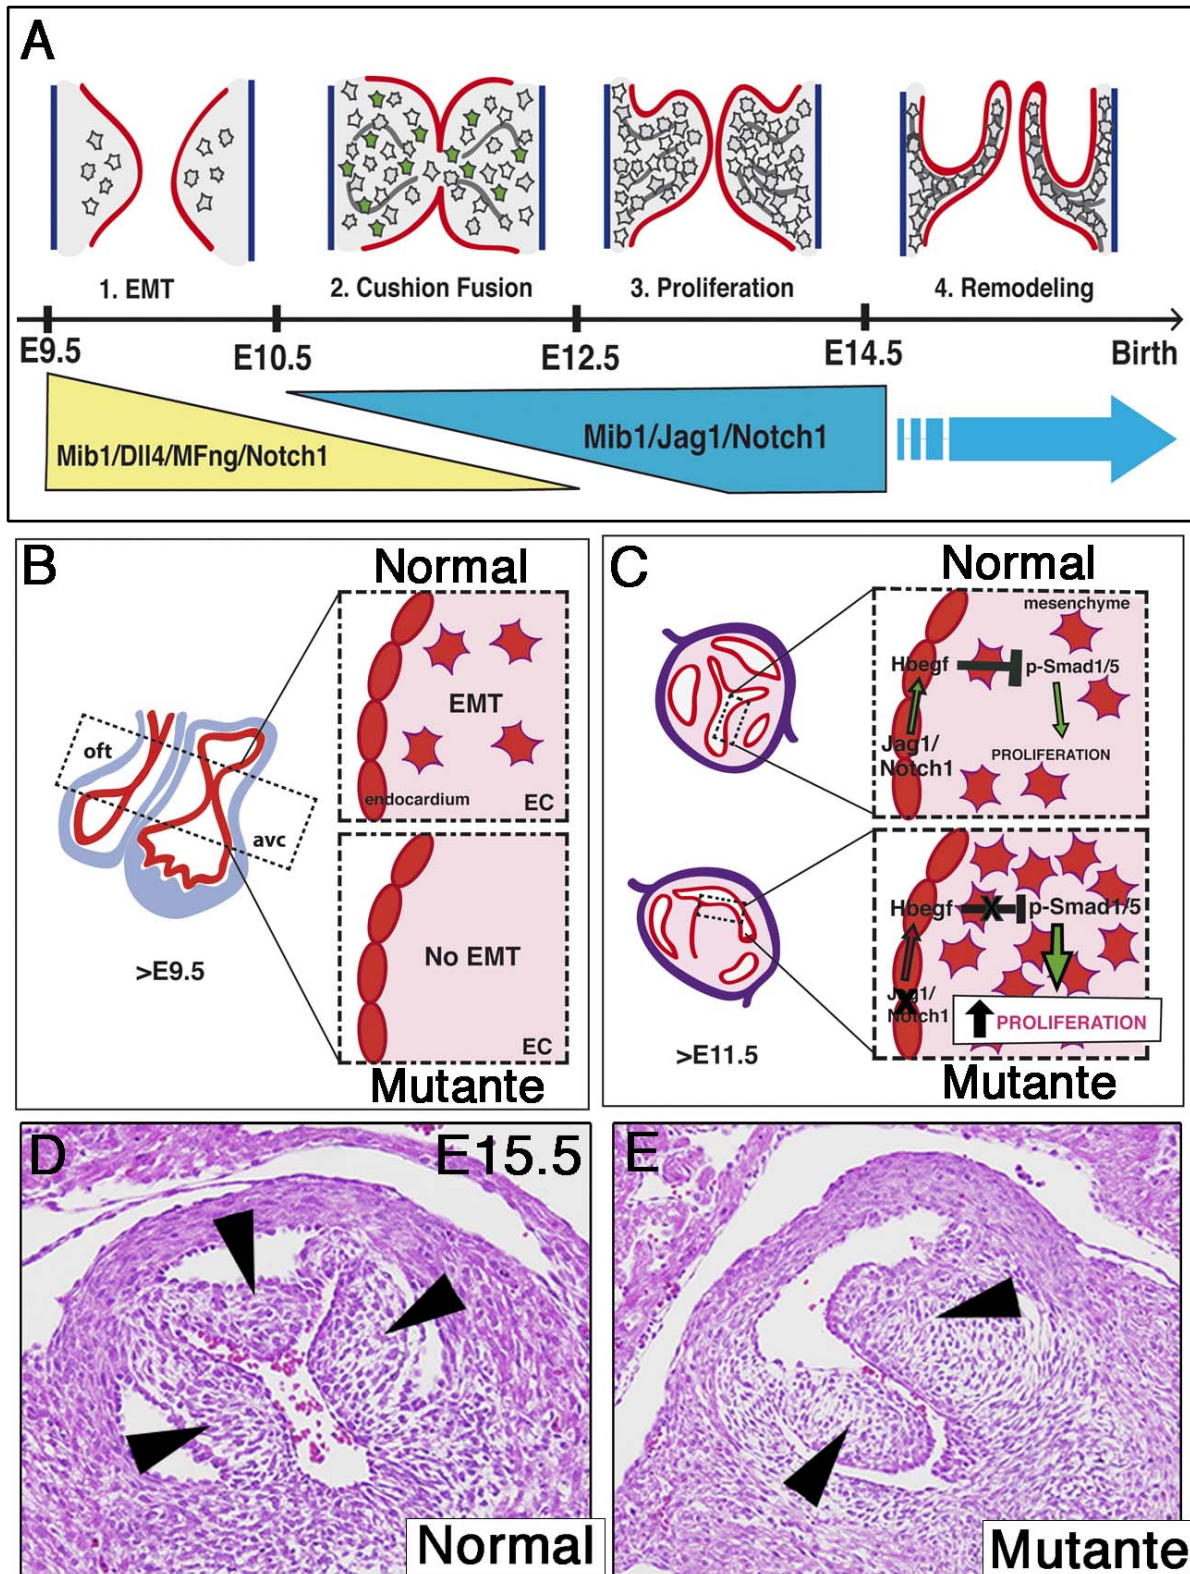 A
1. EMT
2. Cushion Fusion
3. Proliferation
4. Remodeling
E9.5
E10.5
E12.5
E14.5
Birth
Mib1/Dll4/MFng/Notch1
Mib1/Jag1/Notch1
B
Normal
EMT
endocardium
EC
oft
avc
>E9.5
No EMT
EC
Mutante
C
Normal
mesenchyme
Hbegf
p-Smad1/5
Jag1/
Notch1
PROLIFERATION
Hbegf
X
p-Smad1/5
Jag1/
Notch1
X
PROLIFERATION
>E11.5
Mutante
D
E15.5
Normal
E
Mutante